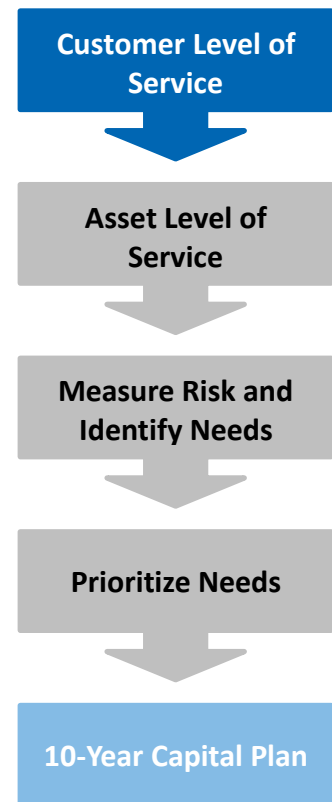 Customer Level of
Service
Asset Level of
Service
Measure Risk and
Identify Needs
Prioritize Needs
10-Year Capital Plan